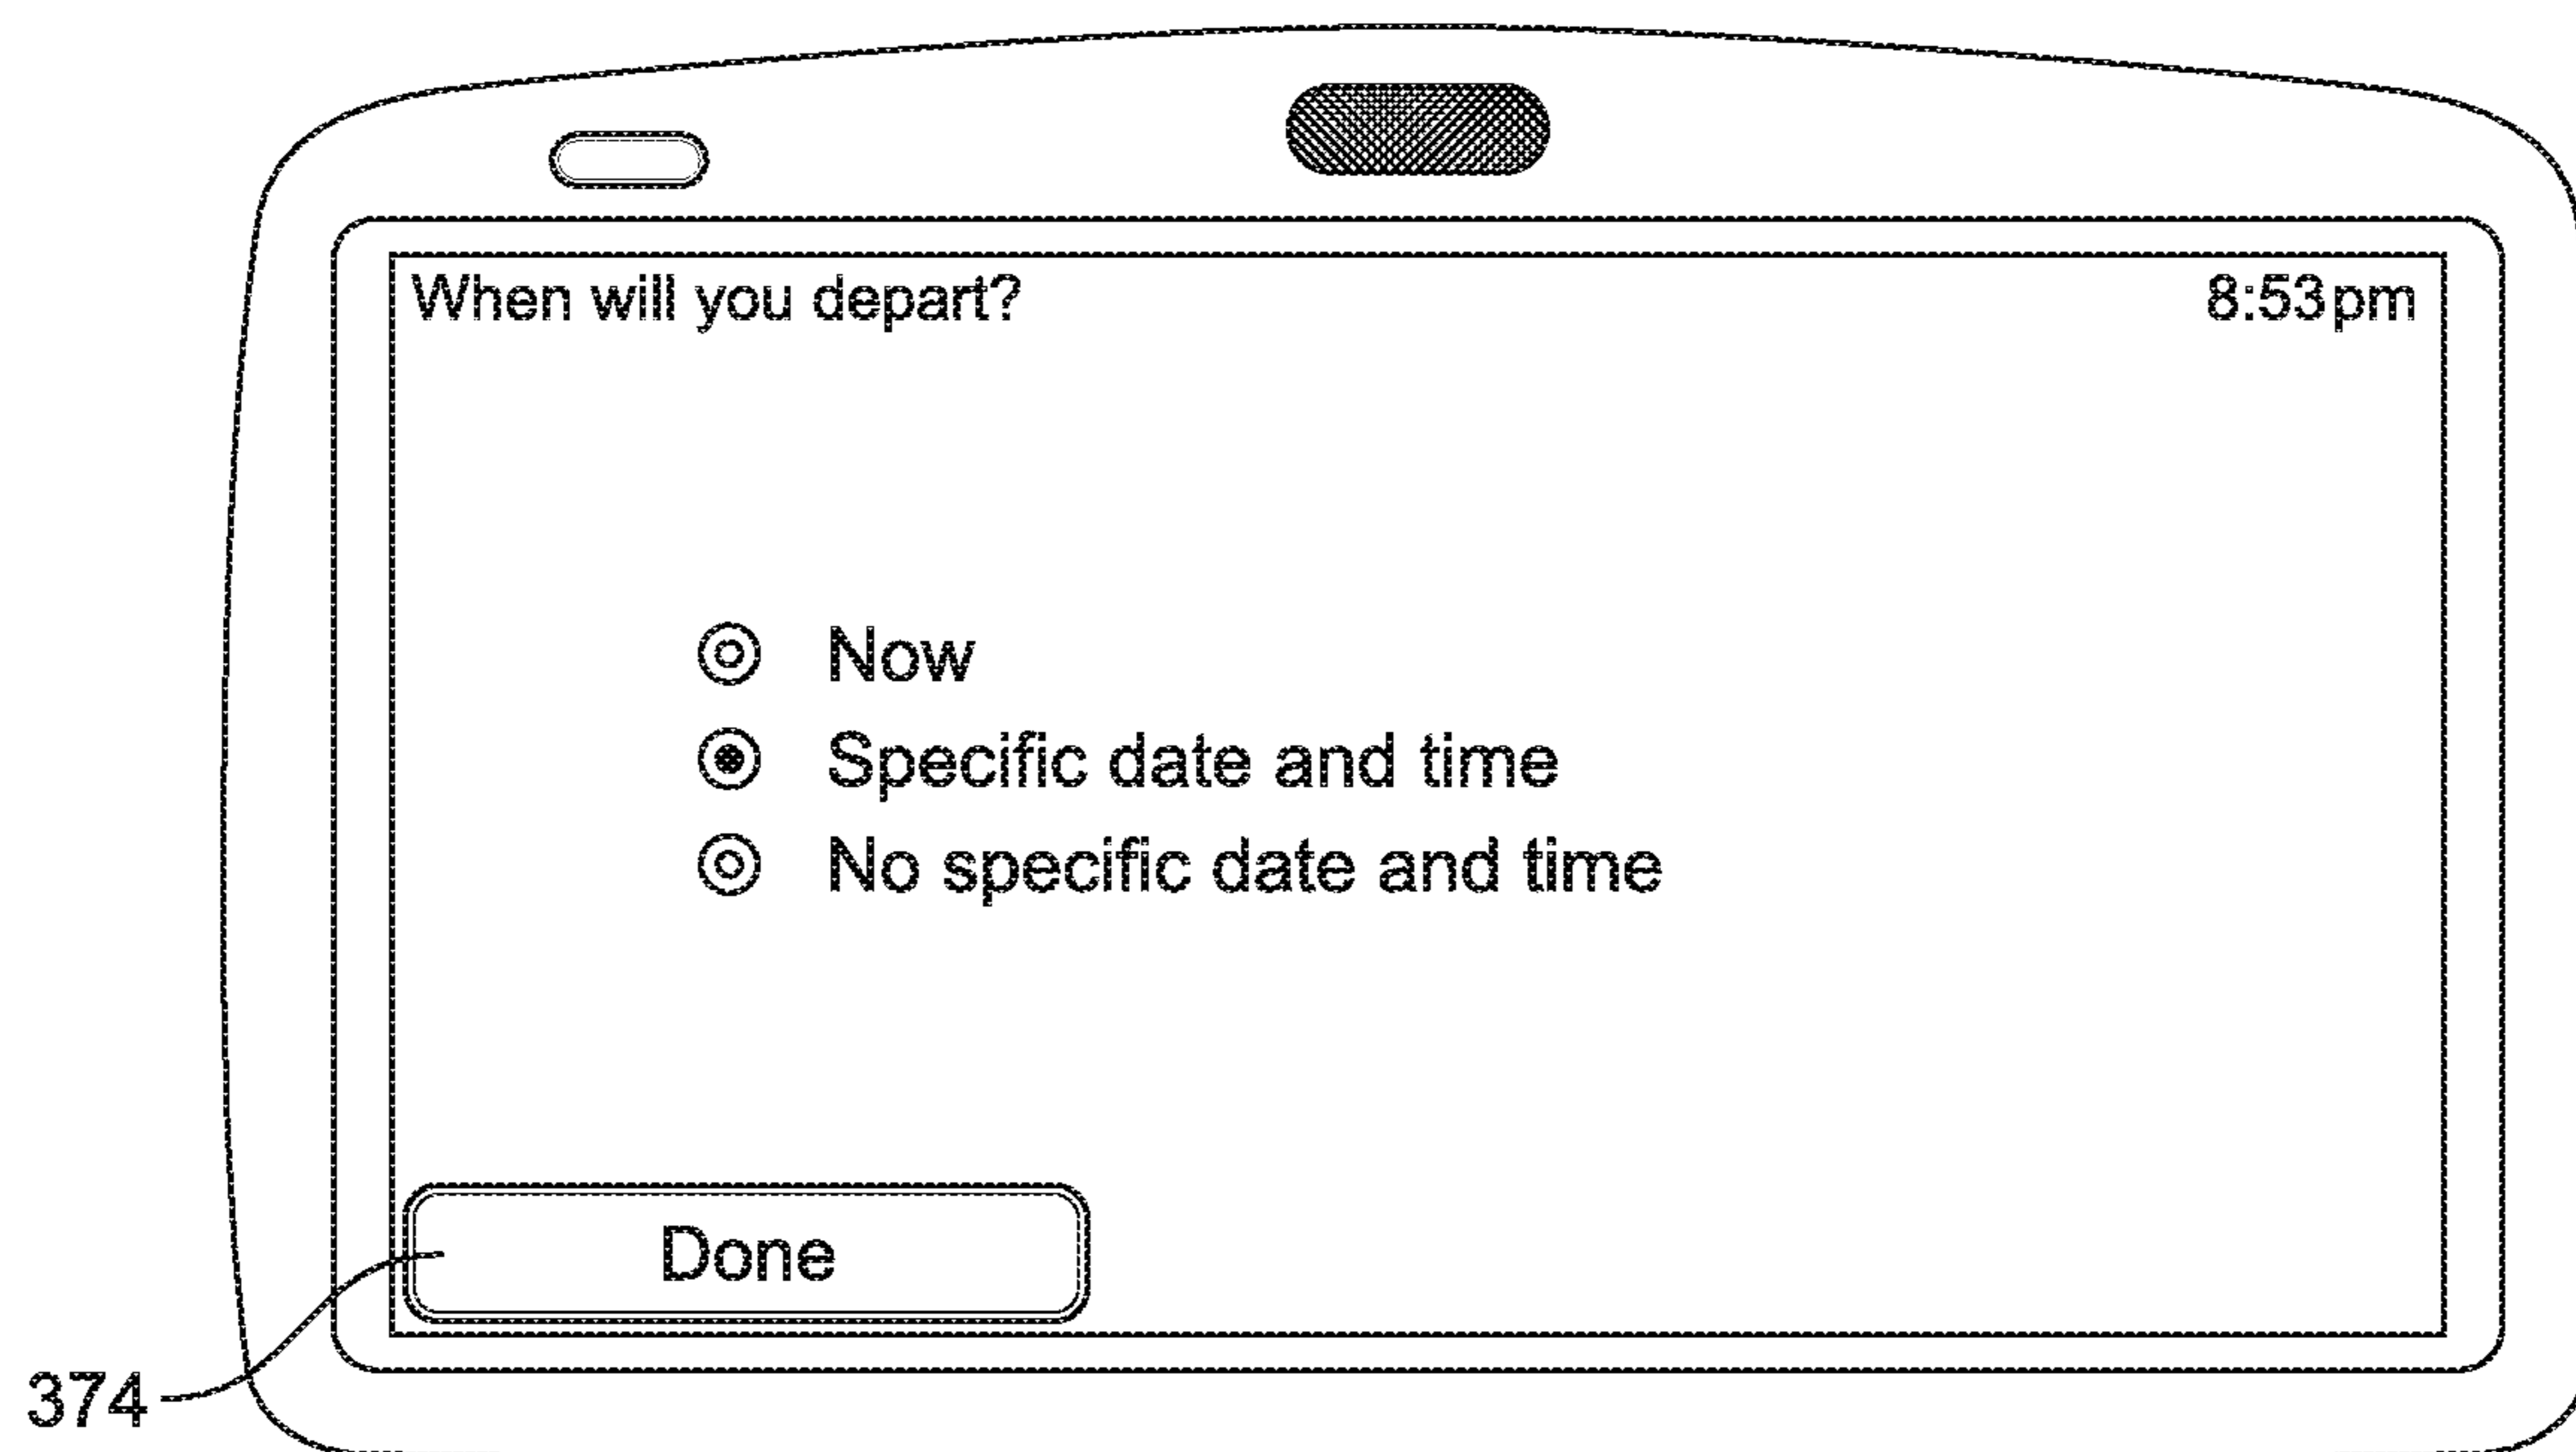 When will you depart? 8:53pm
Now
Specific date and time
No specific date and time
Done
374